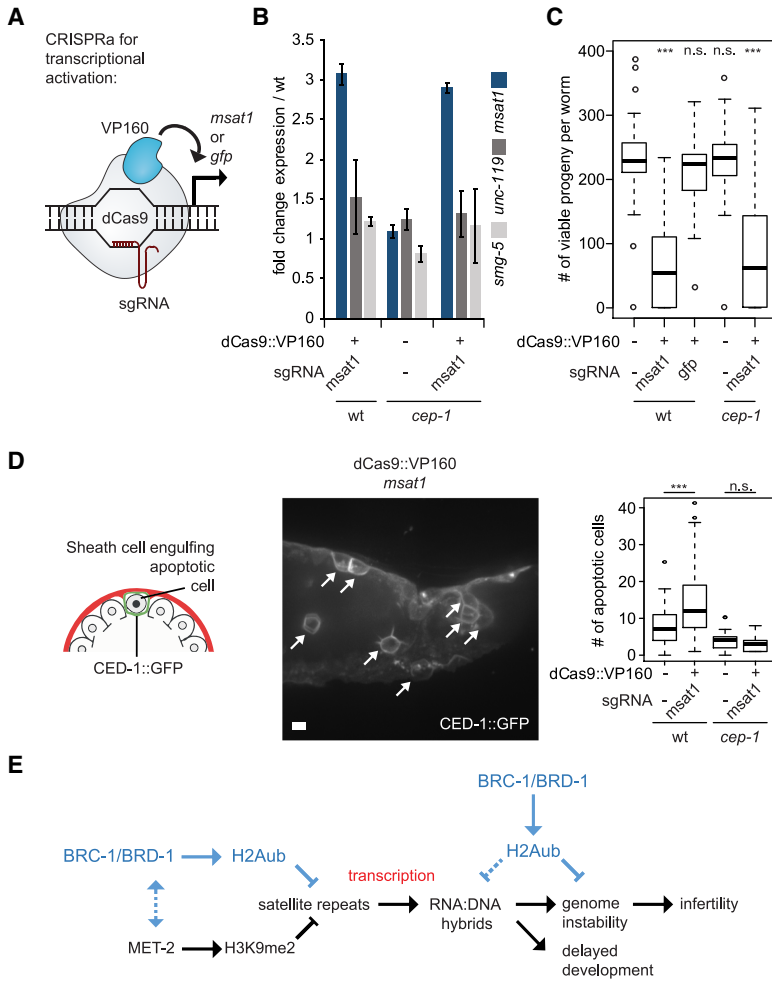 A
CRISPRa for
transcriptional
activation:
VP160
msat1
or
gfp
dCas9
sgRNA
B
fold change expression / wt
3.5
3
2.5
2
1.5
1
0.5
0
smg-5
unc-119
msat1
dCas9::VP160
+
-
+
sgRNA
msat1
-
msat1
wt
cep-1
C
# of viable progeny per worm
400
300
200
100
0
***
n.s.
n.s.
***
dCas9::VP160
-
+
+
-
+
sgRNA
-
msat1
gfp
-
msat1
wt
cep-1
D
Sheath cell engulfing
apoptotic
cell
CED-1::GFP
dCas9::VP160
msat1
CED-1::GFP
# of apoptotic cells
40
30
20
10
0
***
n.s.
dCas9::VP160
-
+
-
+
sgRNA
-
msat1
-
msat1
wt
cep-1
E
BRC-1/BRD-1
BRC-1/BRD-1
H2Aub
H2Aub
transcription
satellite repeats
RNA:DNA
hybrids
genome
instability
infertility
MET-2
H3K9me2
delayed
development